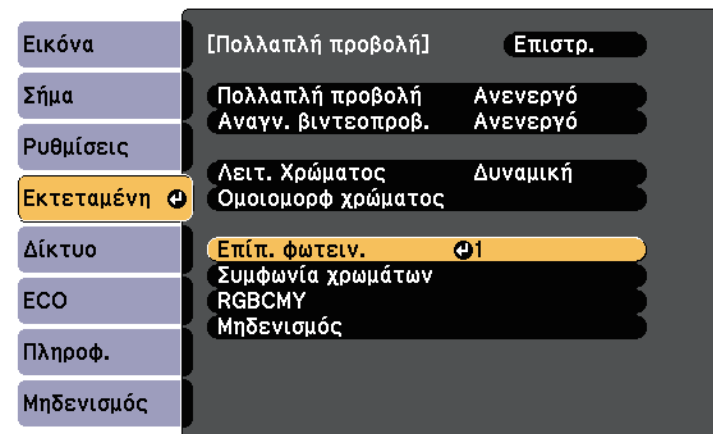 Εικόνα
Σήμα
Ρυθμίσεις
Εκτεταμένη
Δίκτυο
ECO
Πληροφ.
Μηδενισμός
[Πολλαπλή προβολή] Επιστρ.
Πολλαπλή προβολή Ανενεργό
Αναγν. βιντεοπροβ. Ανενεργό
Λειτ. Χρώματος Δυναμική
Ομοιομορφ χρώματος
Επίπ. φωτειν. 1
Συμφωνία χρωμάτων
RGBCMY
Μηδενισμός